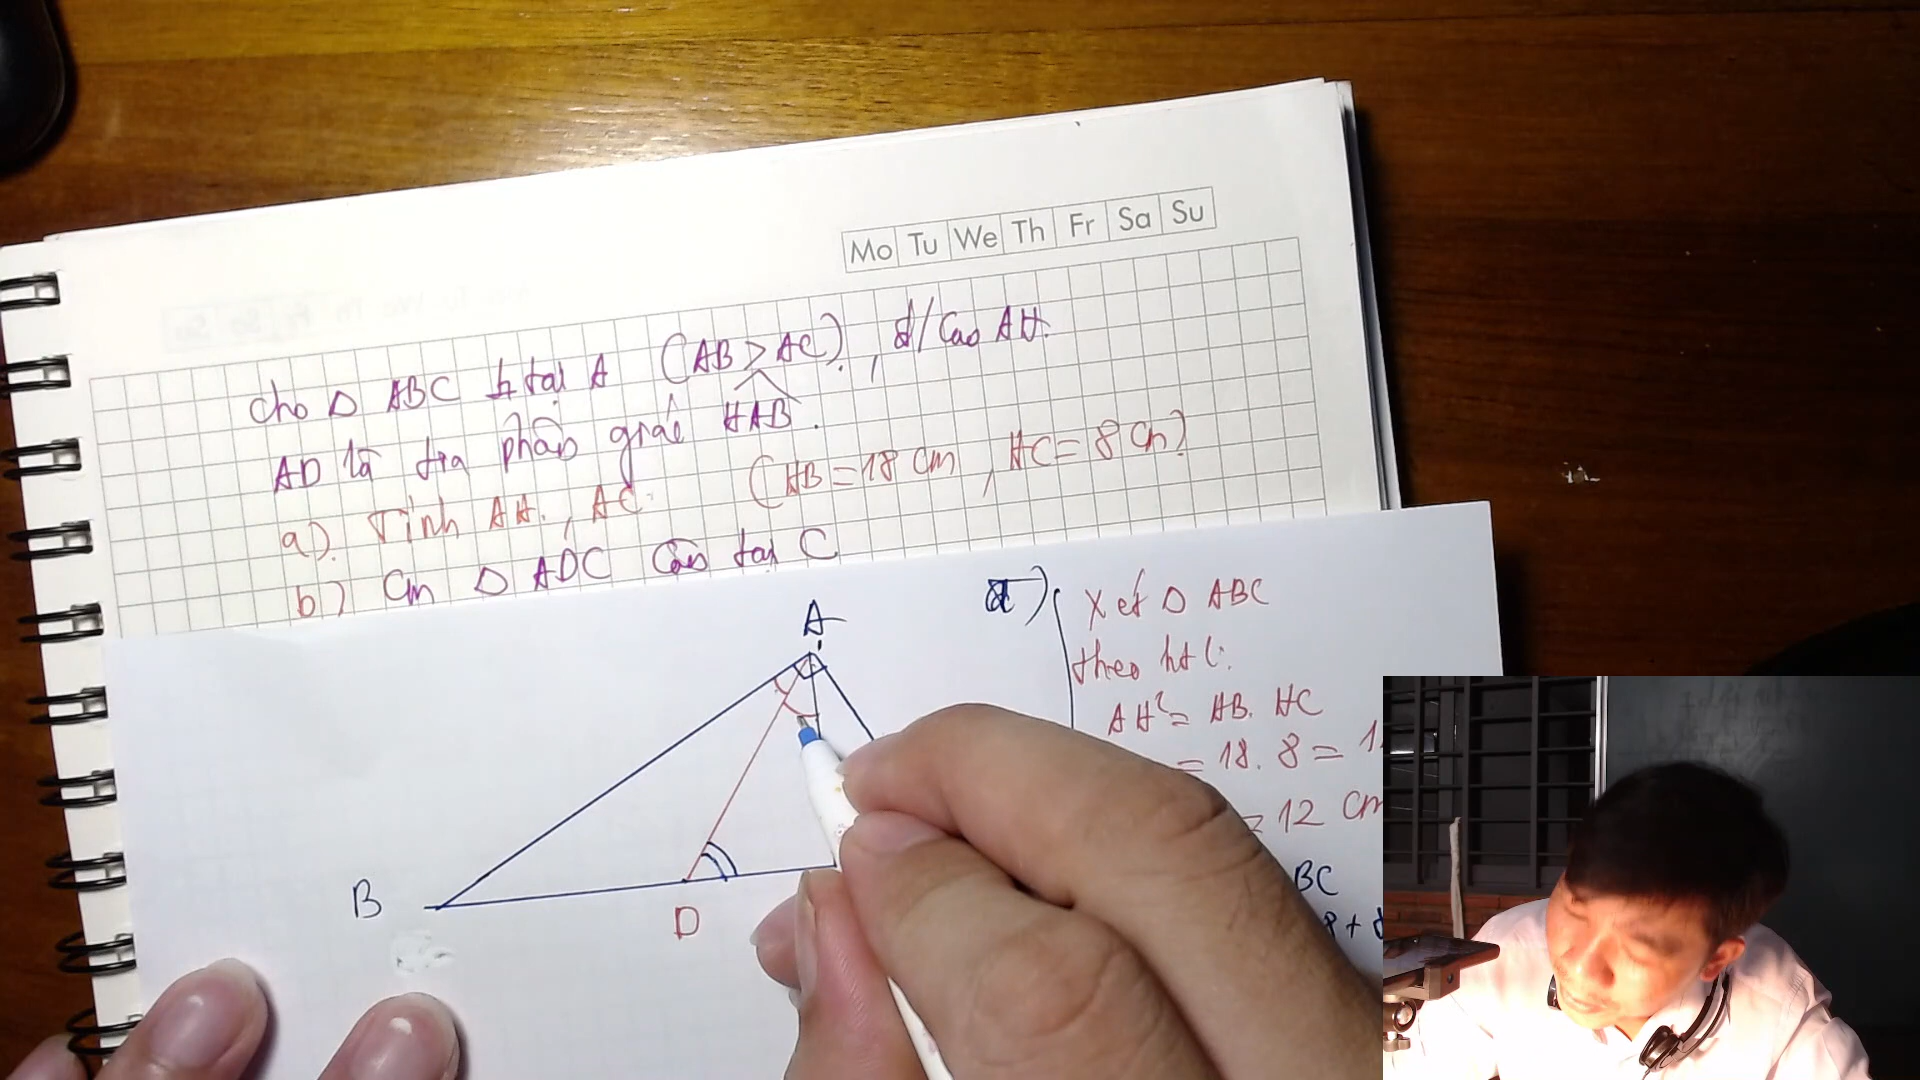 Mo Tu We Th Fr Sa Su
Cho Δ ABC ⊥ tại A (AB > AC), đ/cao AH.
AD là tia phân giác HAB.
a). Tính AH, AC. (HB = 18 cm, HC = 8 cm)
b) Cm Δ ADC cân tại C
A
B
D
a)
Xét Δ ABC
theo htl:
AH² = HB. HC
= 18. 8 =
= 12 cm
BC